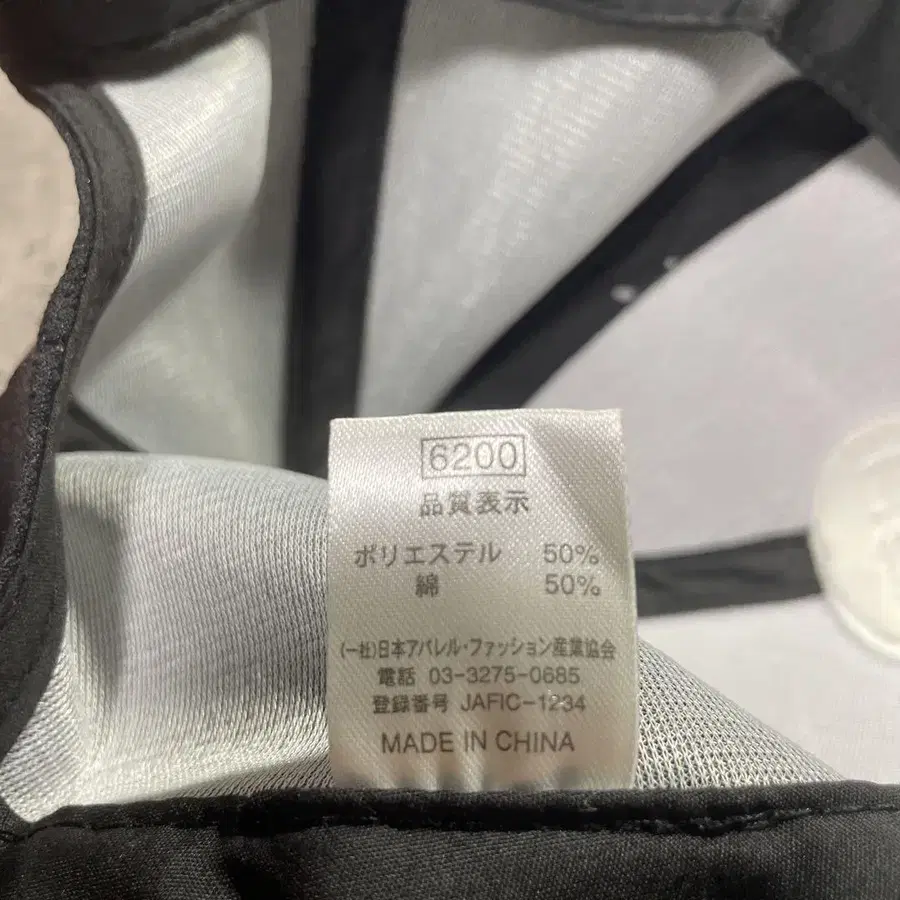 6200
品質表示
ポリエステル 50%
綿 50%
(一社)日本アパレル・ファッション産業協会
電話 03-3275-0685
登録番号 JAFIC-1234
MADE IN CHINA